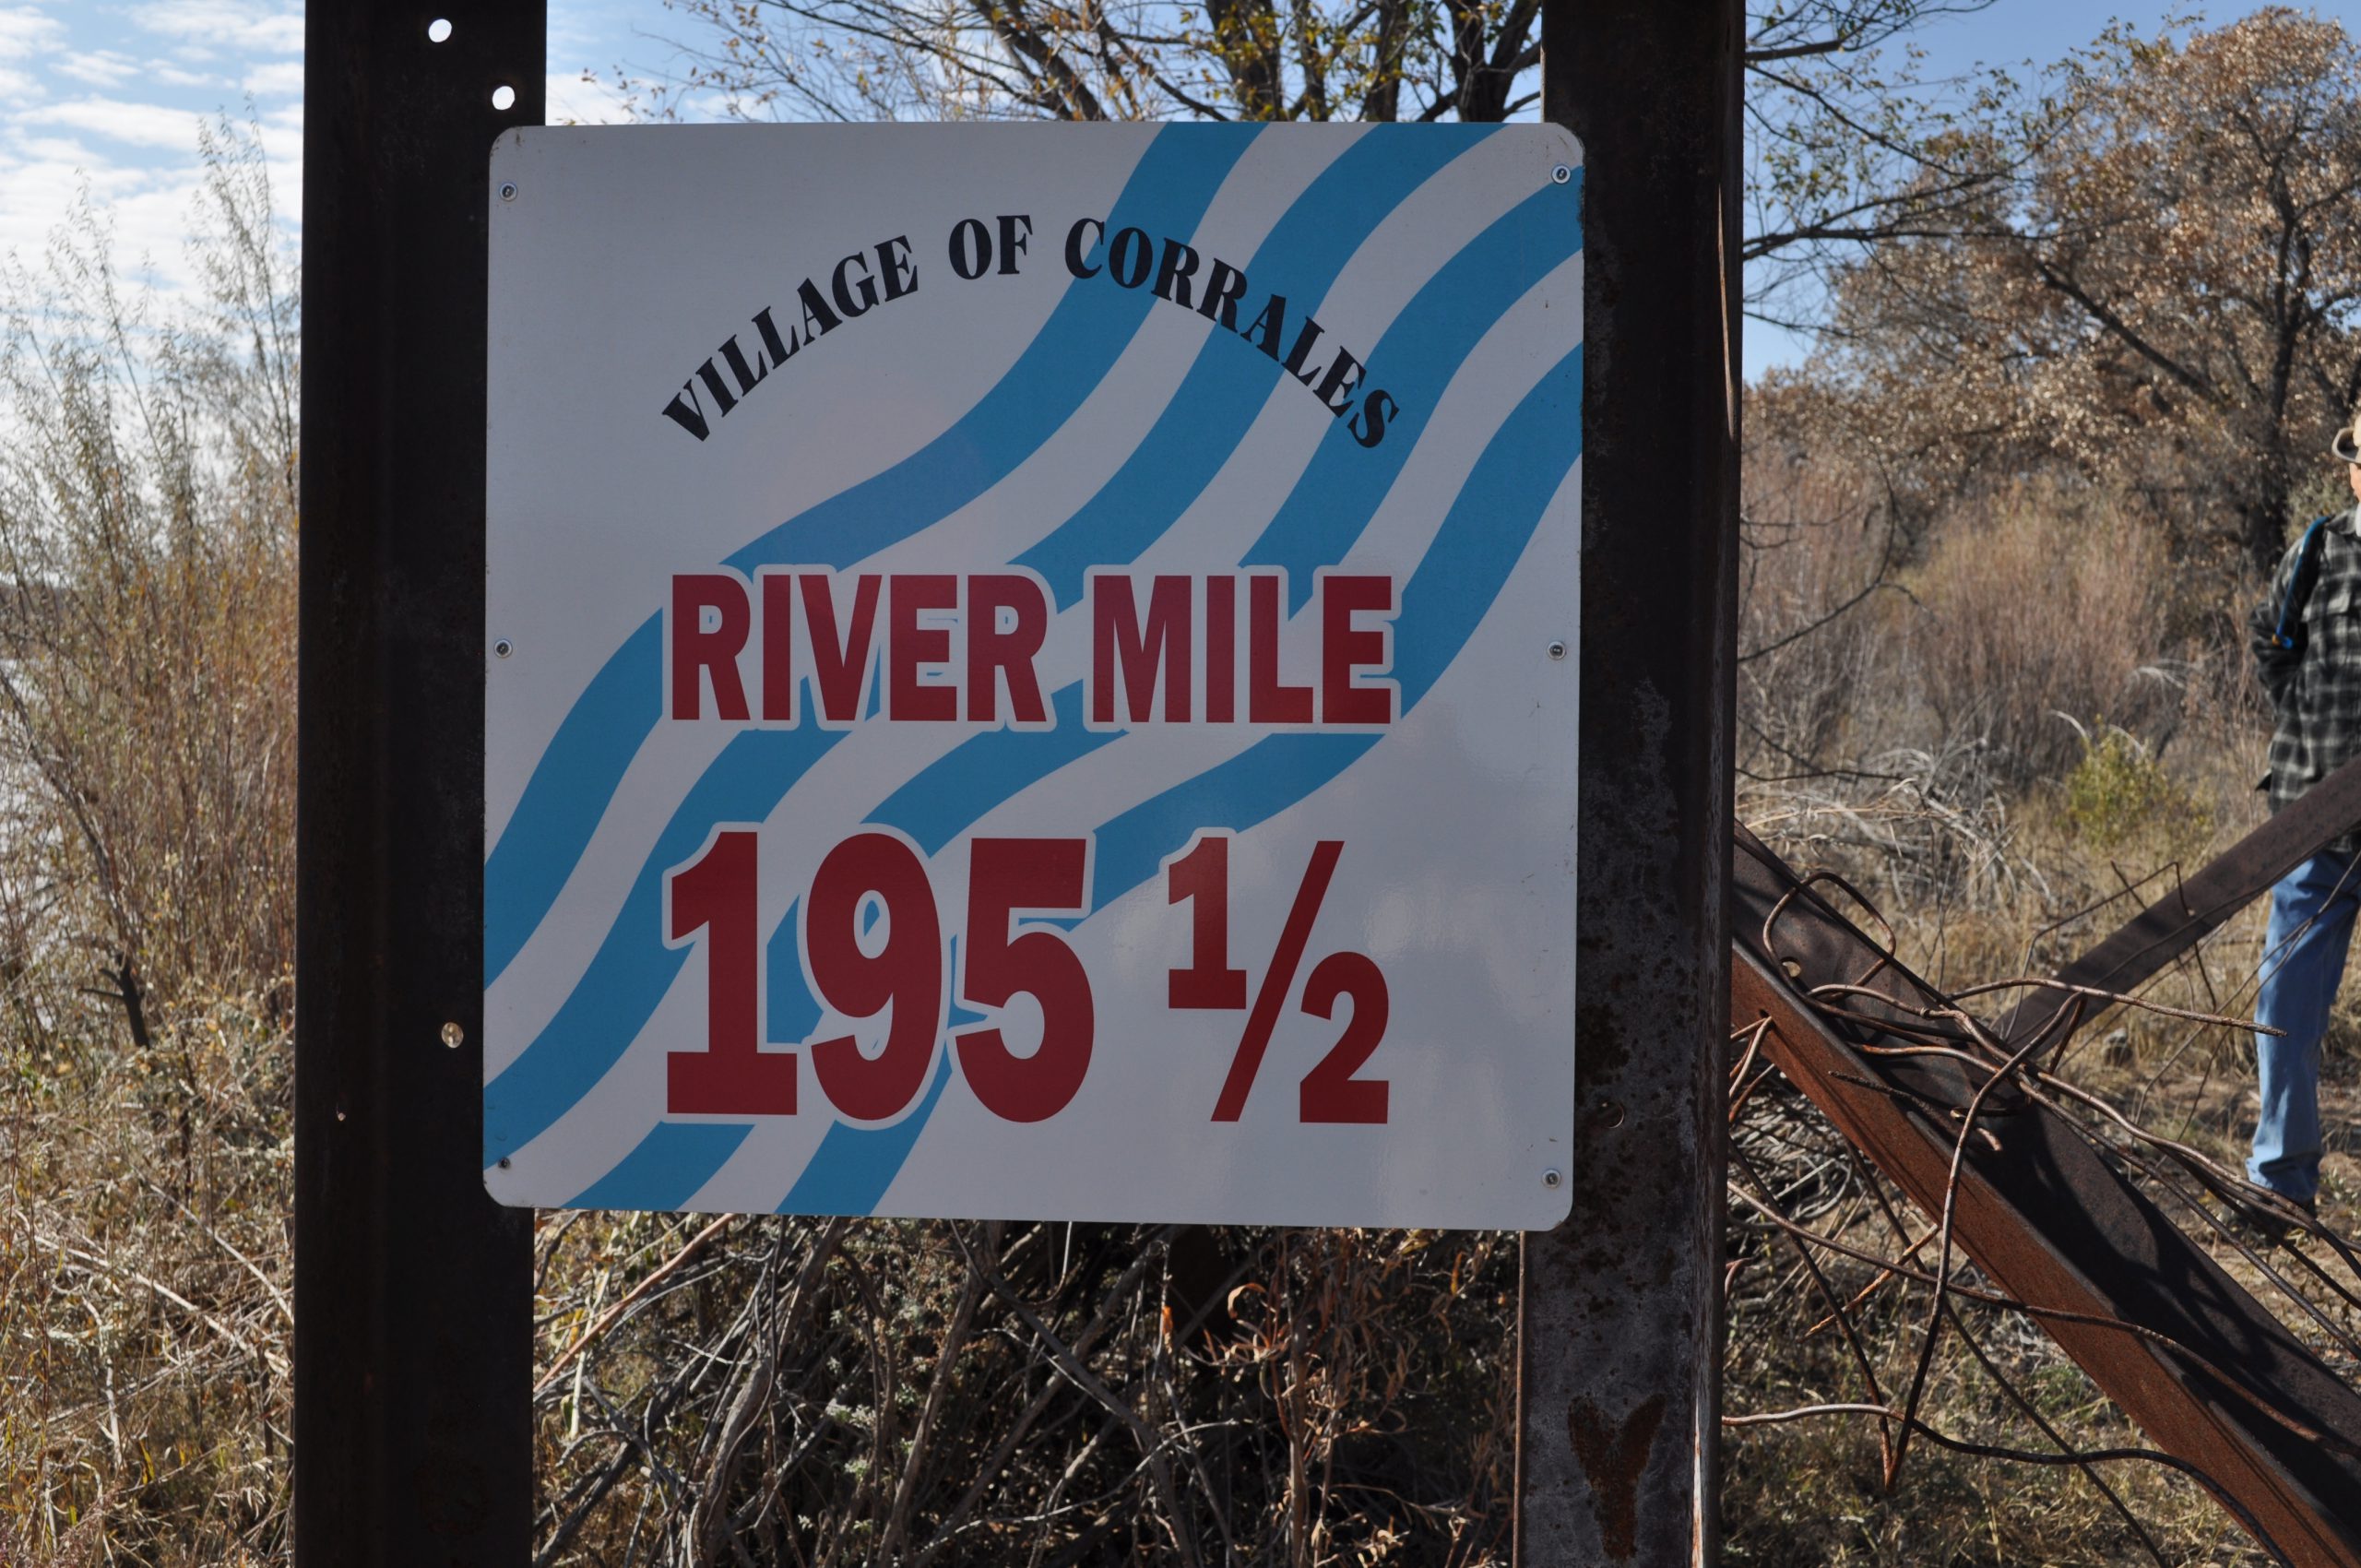 VILLAGE OF CORRALES
RIVER MILE
195 ½